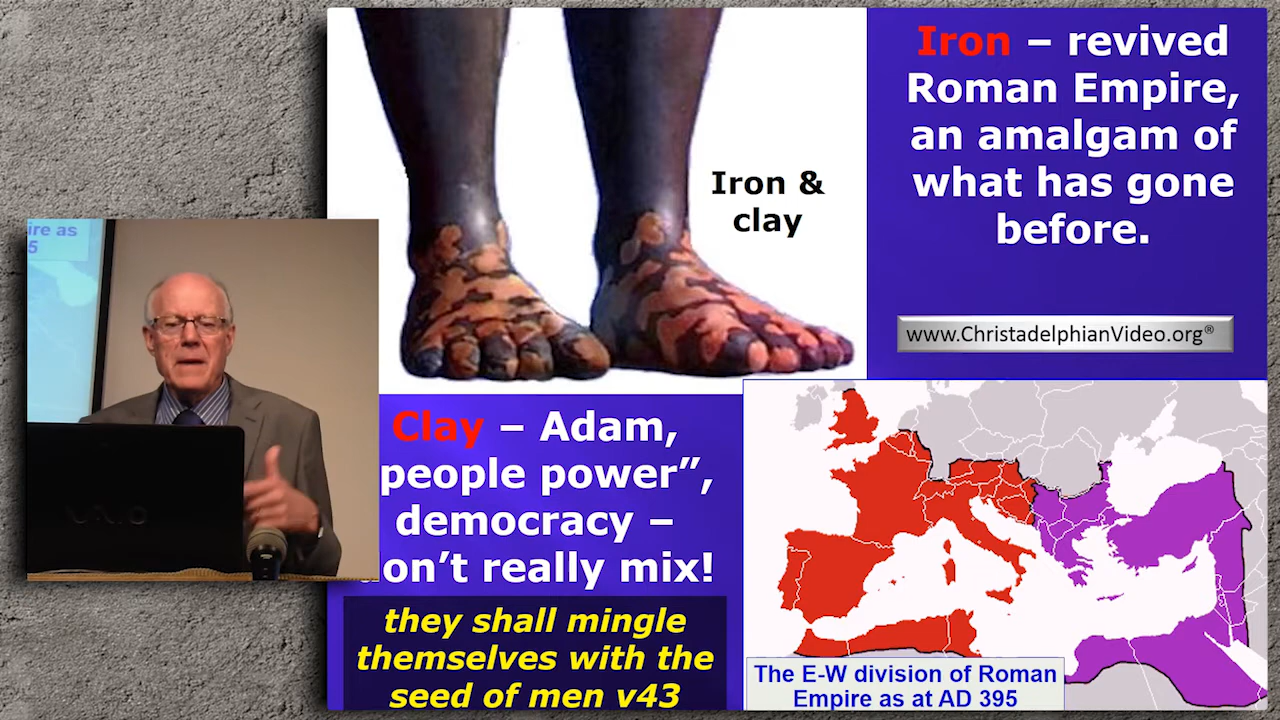 Iron – revived
Roman Empire,
an amalgam of
what has gone
before.
Iron &
clay
www.ChristadelphianVideo.org®
ire as
5
VAIO
Clay – Adam,
people power”,
democracy –
on’t really mix!
they shall mingle
themselves with the
seed of men v43
The E-W division of Roman
Empire as at AD 395